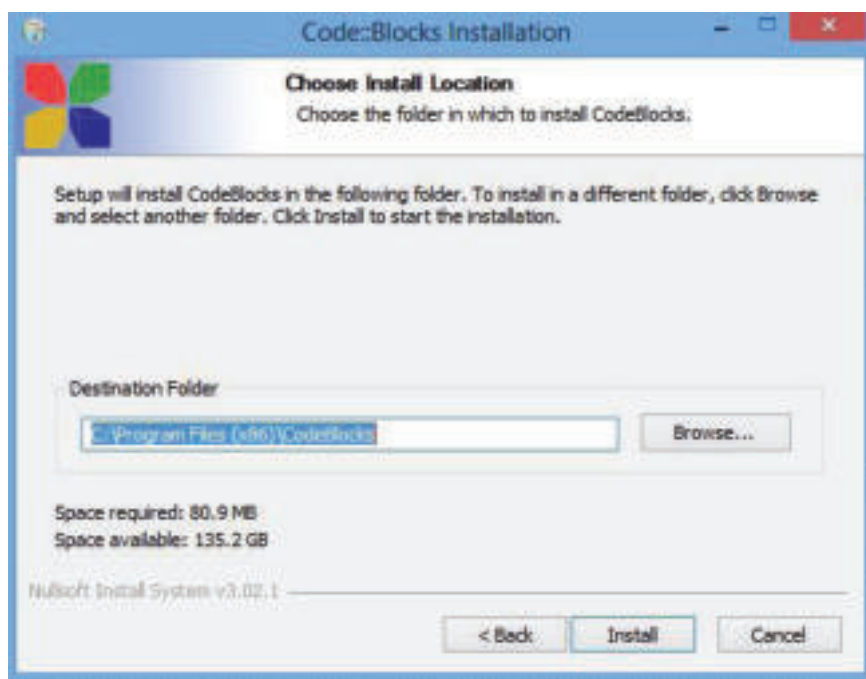 Code::Blocks Installation
Choose Install Location
Choose the folder in which to install CodeBlocks.
Setup will install CodeBlocks in the following folder. To install in a different folder, click Browse
and select another folder. Click Install to start the installation.
Destination Folder
C:\Program Files (x86)\CodeBlocks
Browse...
Space required: 80.9 MB
Space available: 135.2 GB
Nullsoft Install System v3.02.1
< Back
Install
Cancel